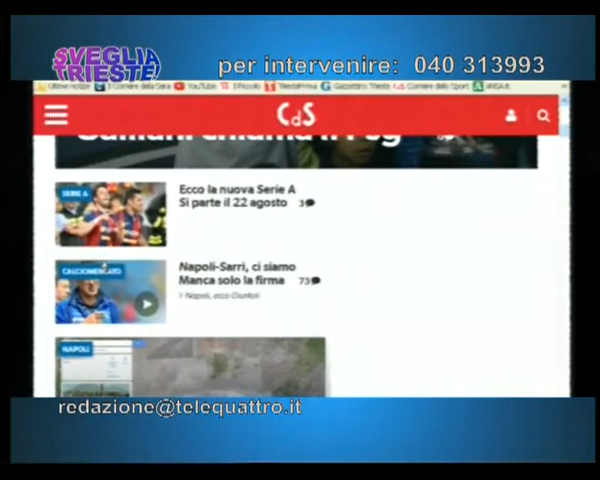 SVEGLIA
TRIESTE!
per intervenire: 040 313993
Ultime notizie Il Corriere della Sera YouTube Il Piccolo TriestePrima Gazzettino Trieste Corriere dello Sport ANSA.it
CdS
SERIE A
Ecco la nuova Serie A
Si parte il 22 agosto 3
CALCIOMERCATO
Napoli-Sarri, ci siamo
Manca solo la firma 73
> Napoli, ecco Giuntoli
NAPOLI
redazione@telequattro.it